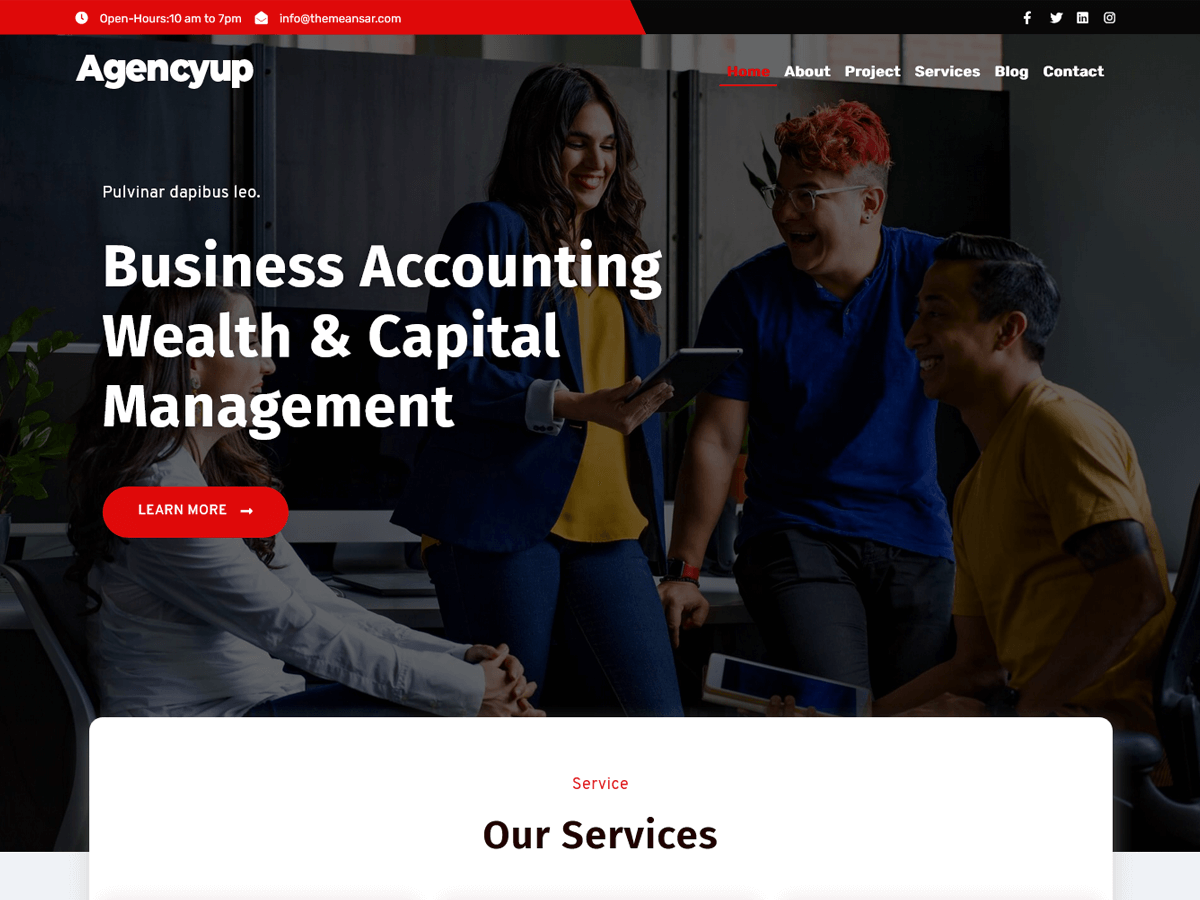 Open-Hours:10 am to 7pm info@themeansar.com
Agencyup
Home About Project Services Blog Contact
Pulvinar dapibus leo.
Business Accounting
Wealth & Capital
Management
LEARN MORE
Service
Our Services